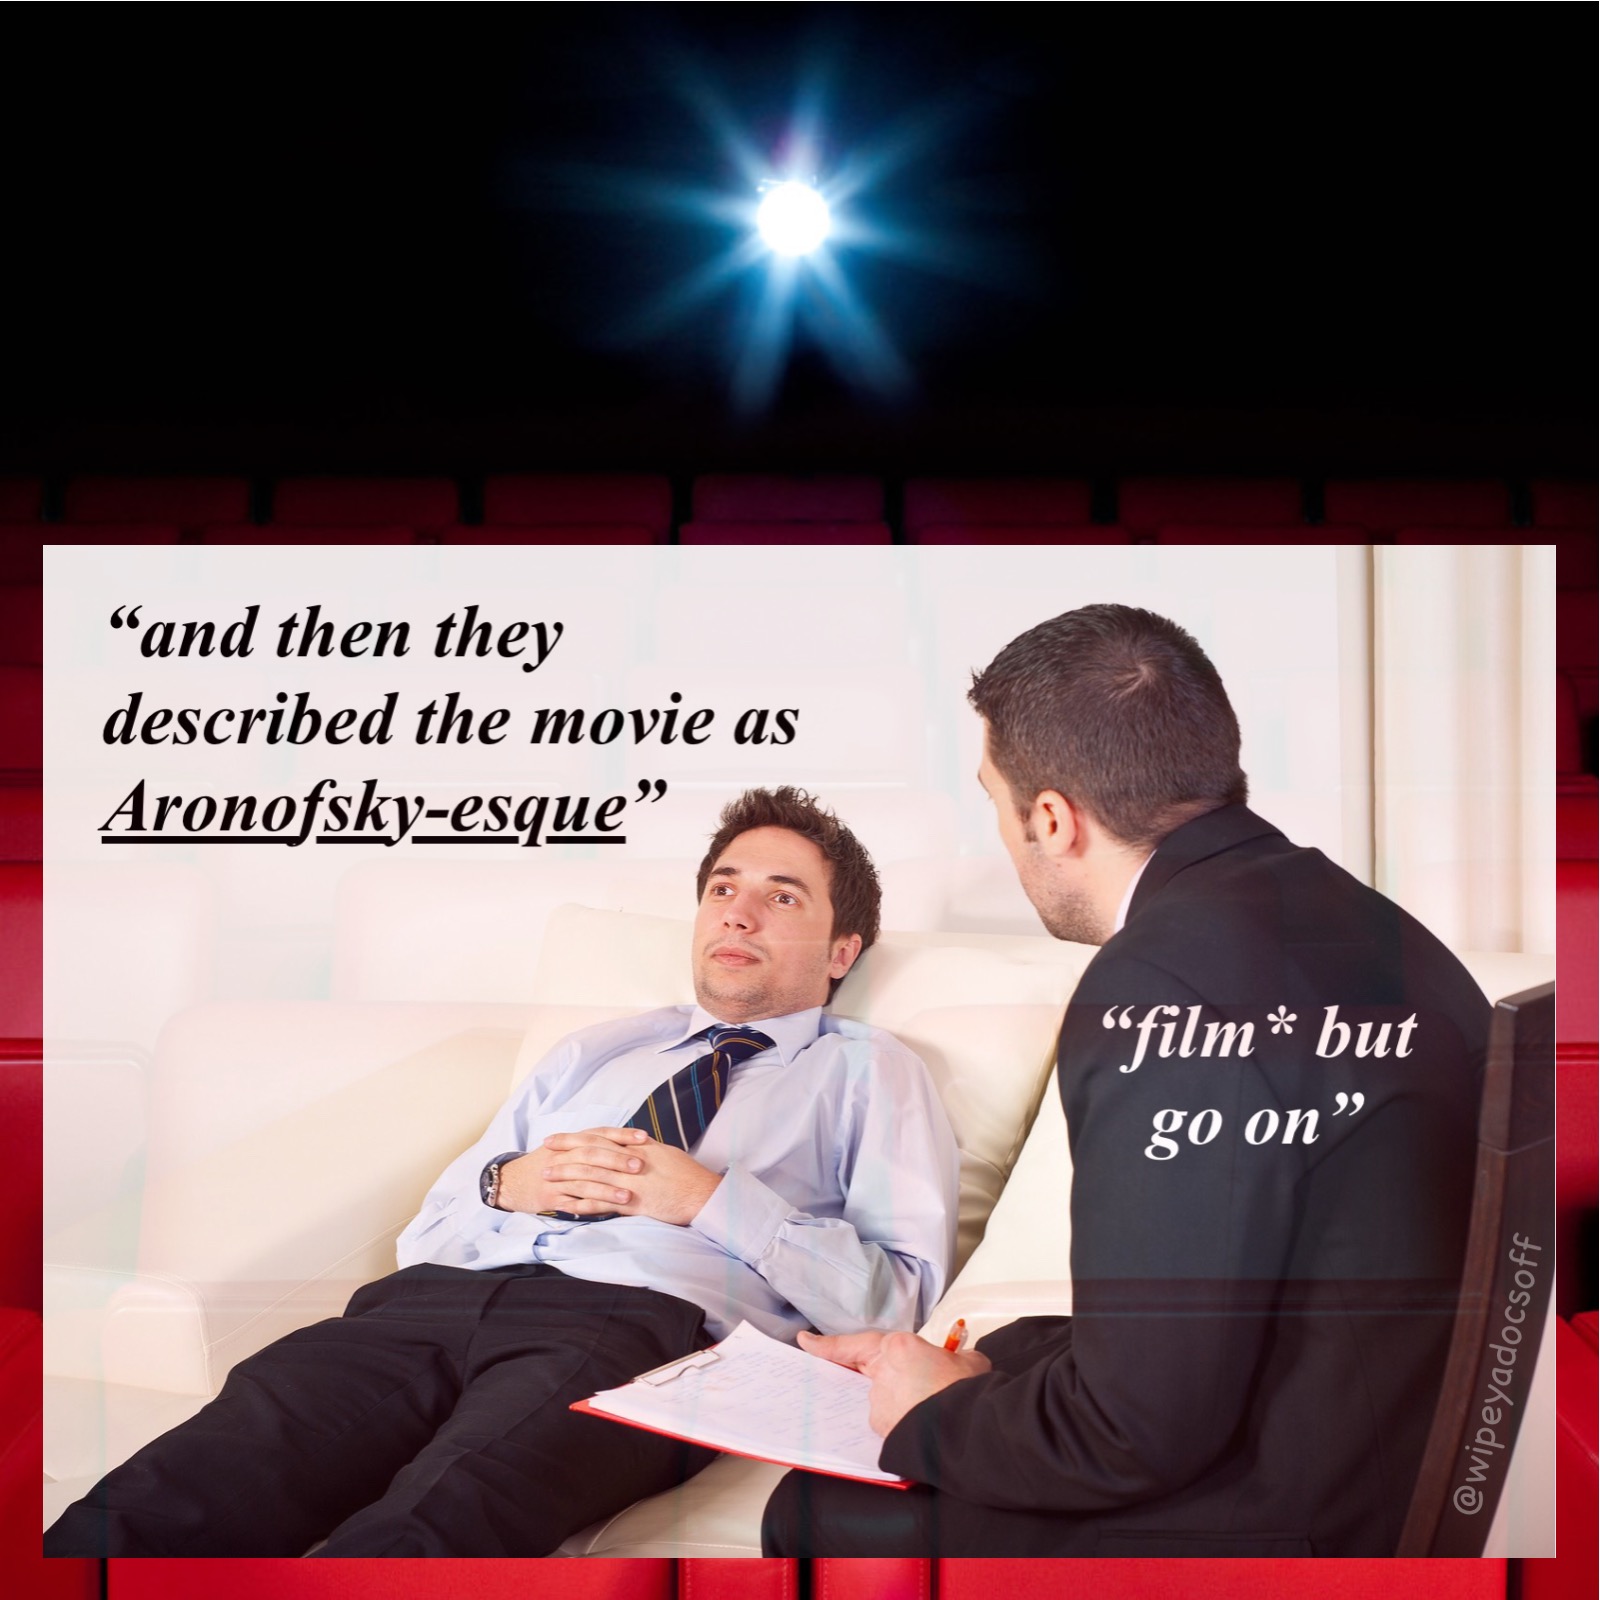 “and then they
described the movie as
Aronofsky-esque”
“film* but
go on”
@wipeyadocsoff